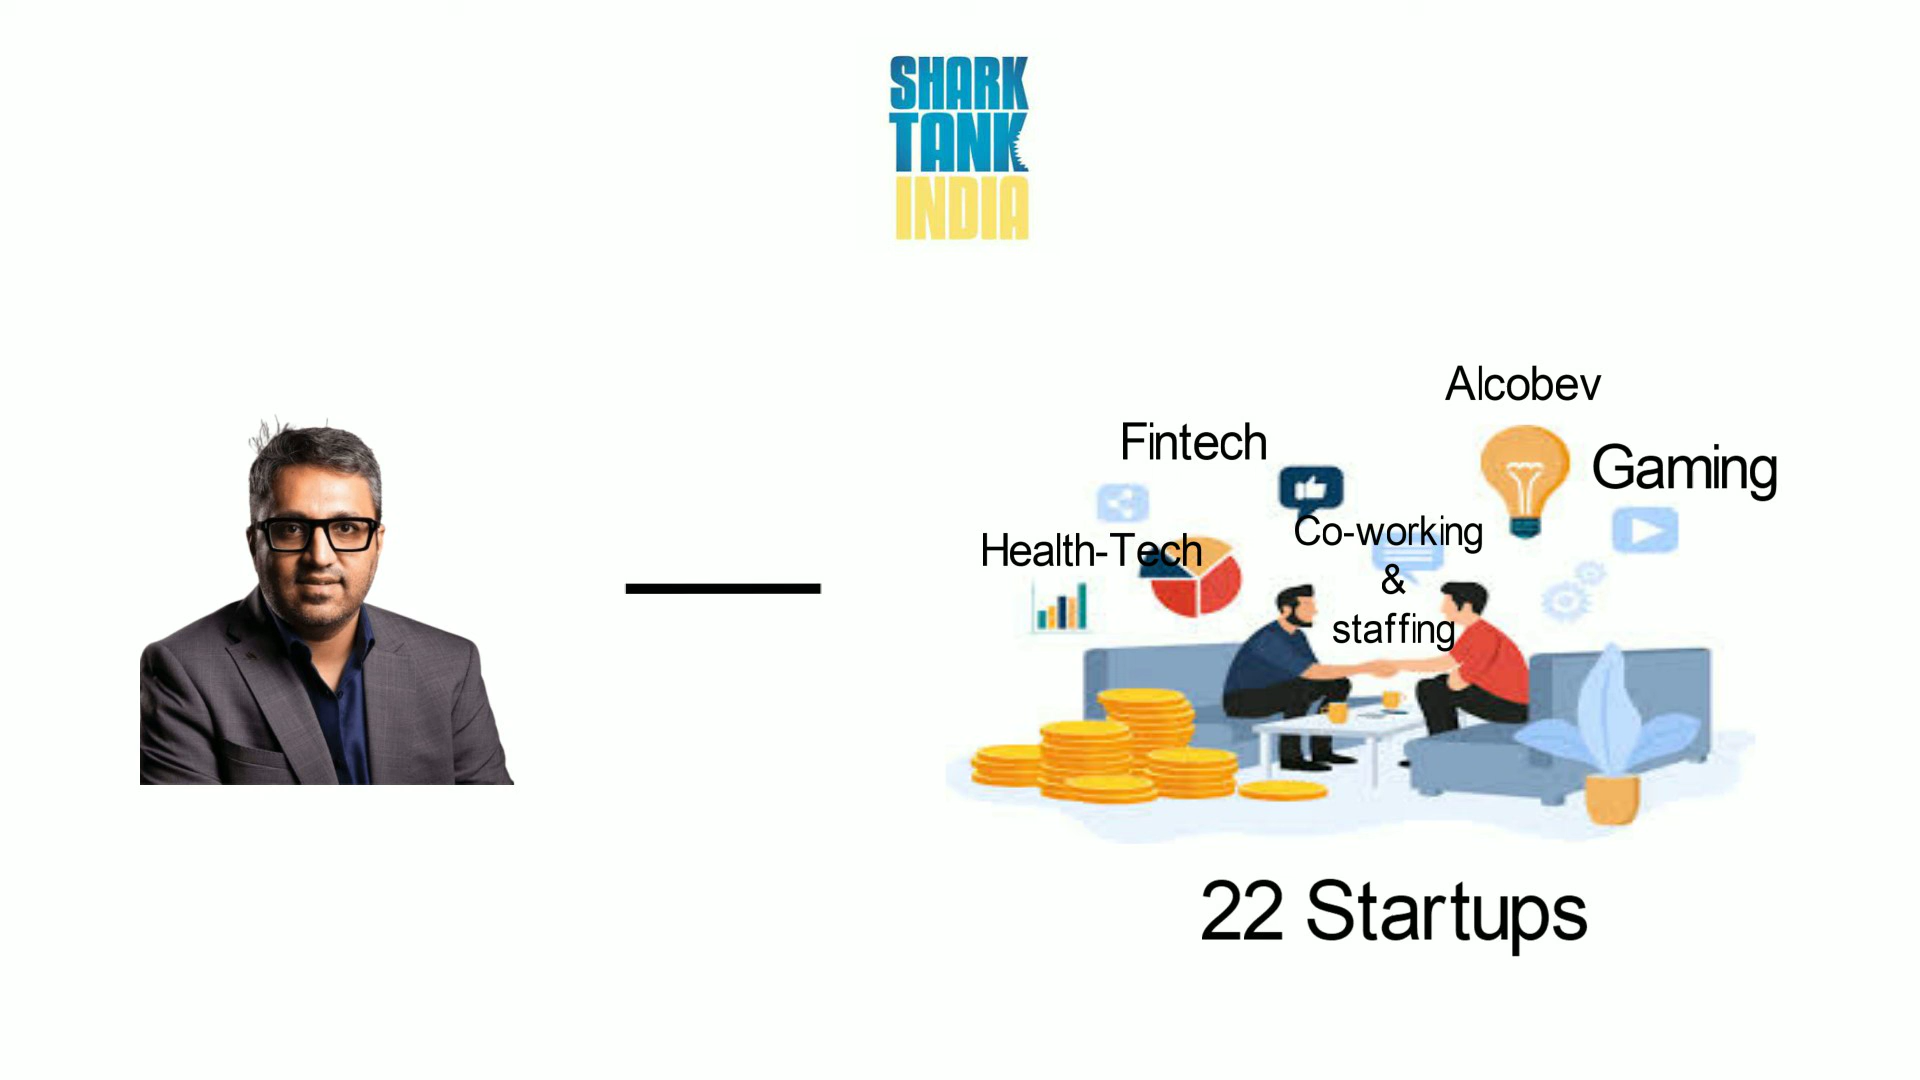 SHARK
TANK
INDIA
Alcobev
Fintech
Gaming
Health-Tech
Co-working
&
staffing
22 Startups